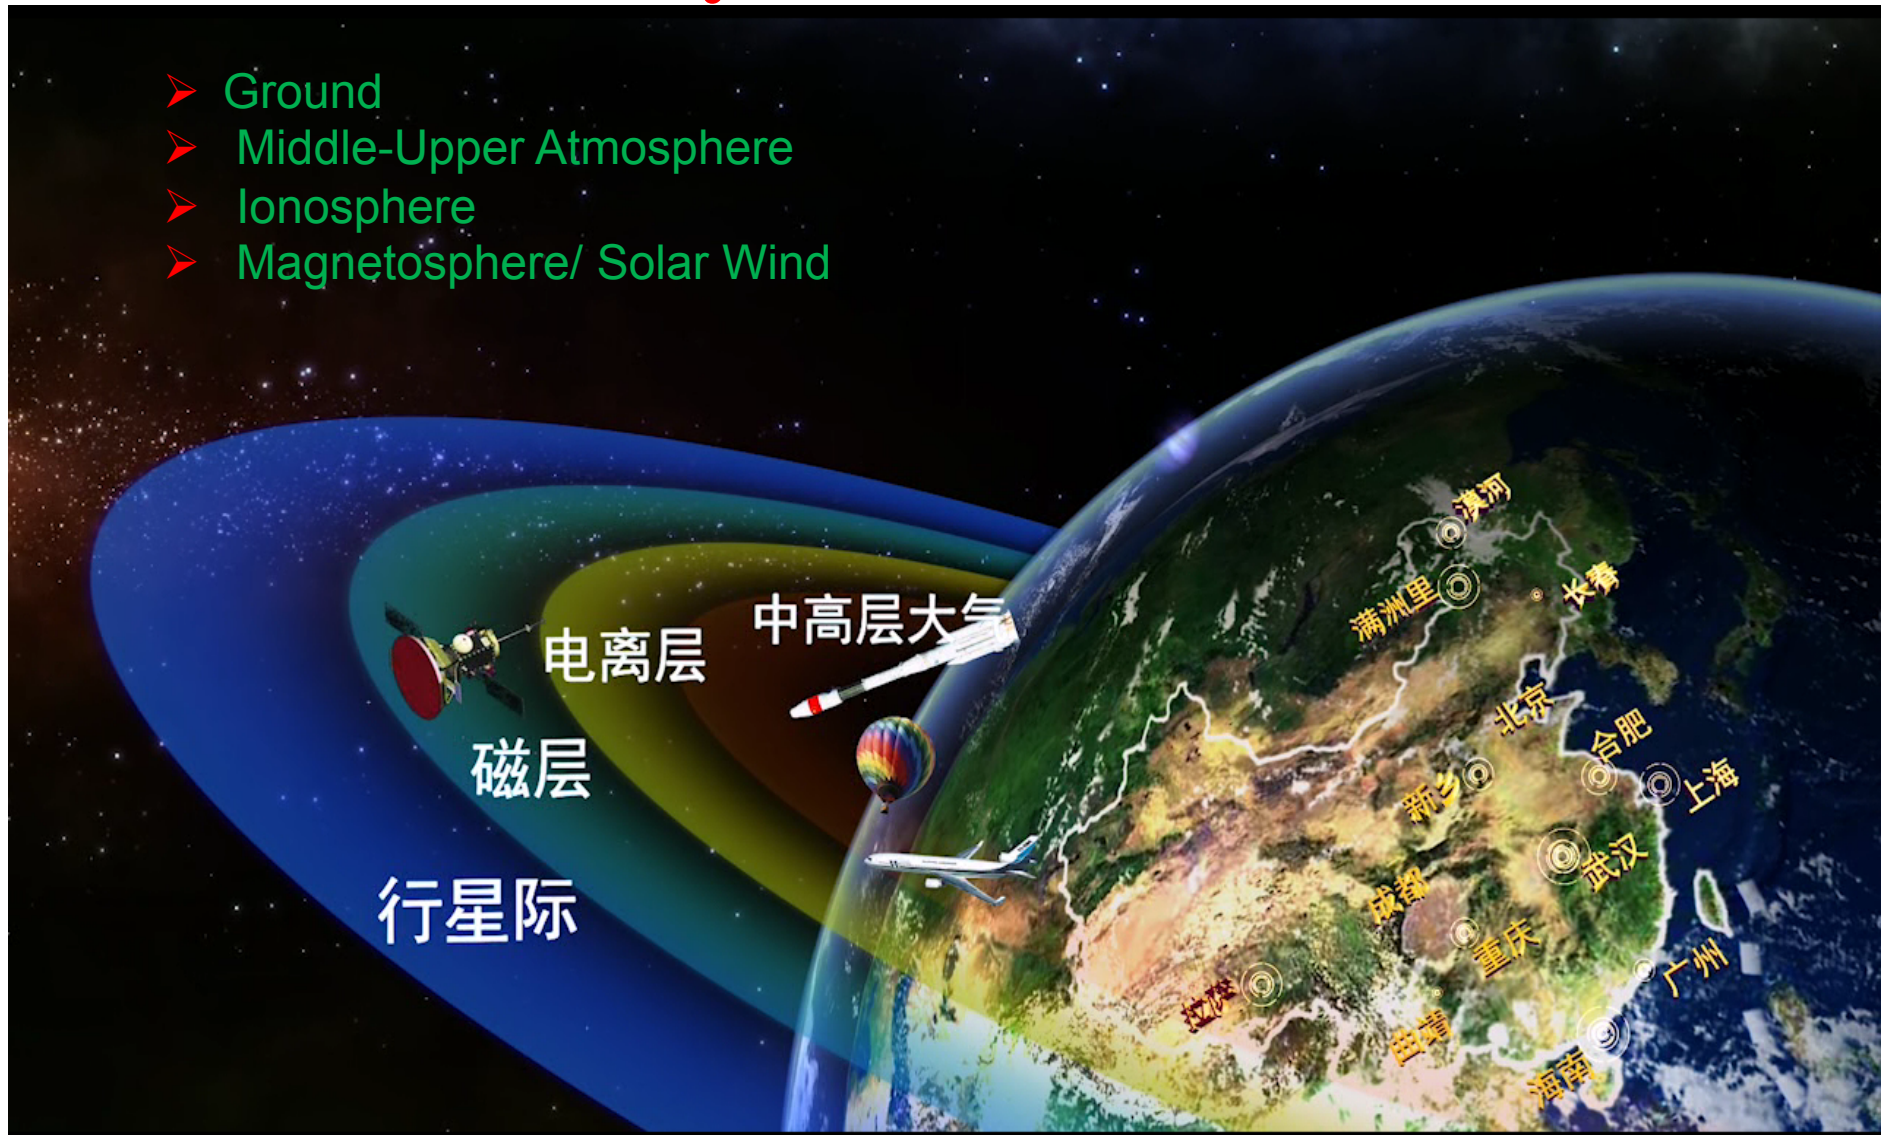 Ground
Middle-Upper Atmosphere
Ionosphere
Magnetosphere/ Solar Wind
中高层大气
电离层
磁层
行星际
漠河
满洲里
长春
北京
合肥
新乡
上海
武汉
成都
重庆
广州
拉萨
曲靖
海南